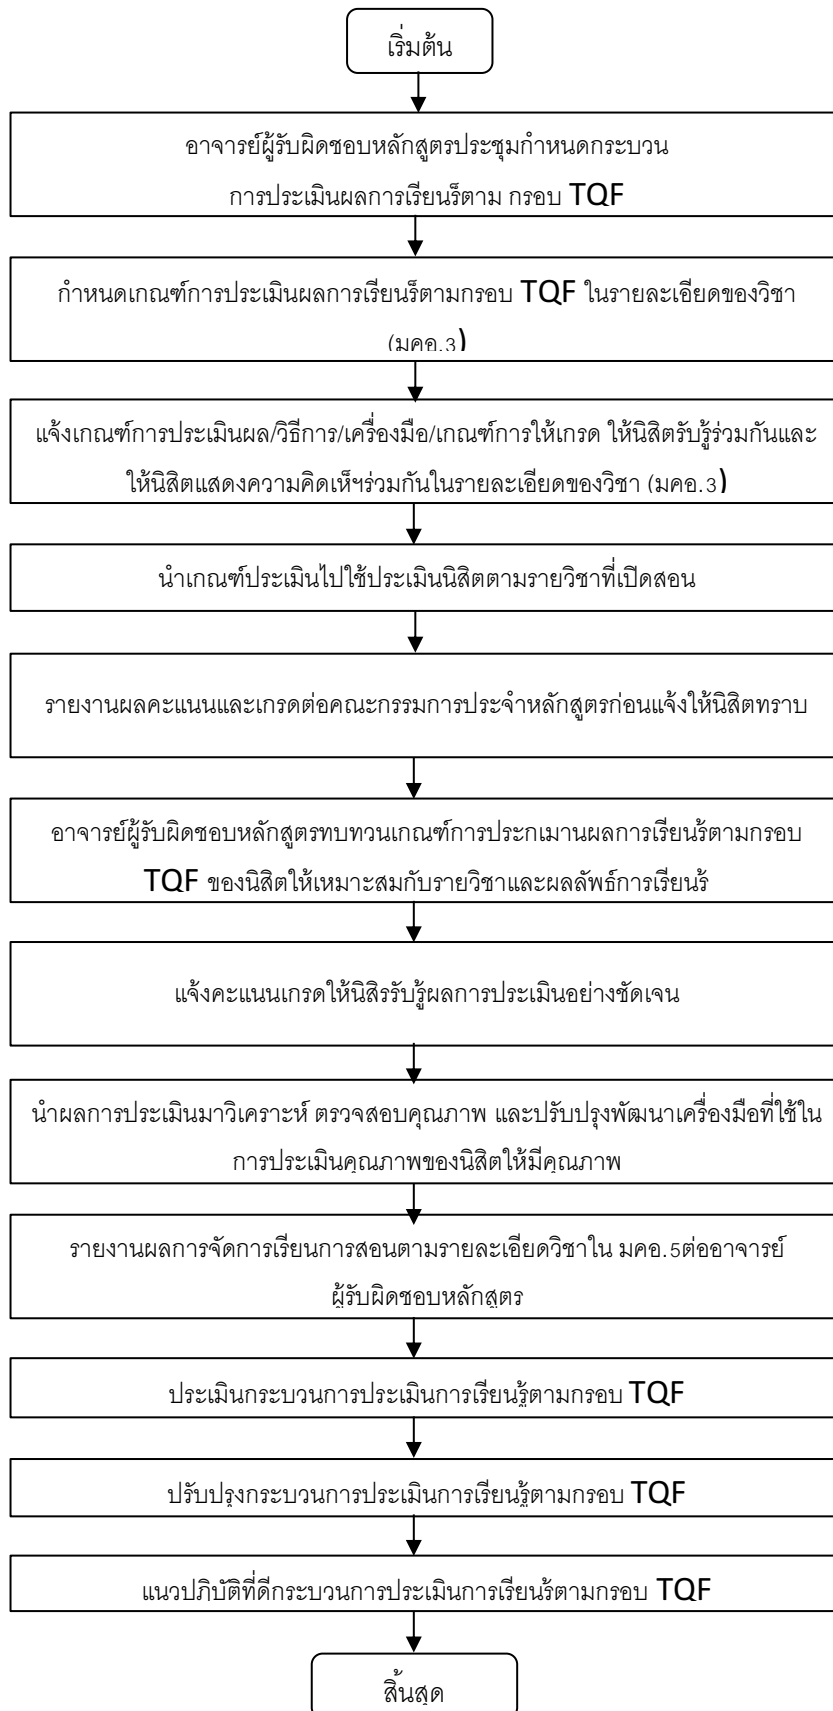 เริ่มต้น
อาจารย์ผู้รับผิดชอบหลักสูตรประชุมกำหนดกระบวน
การประเมินผลการเรียนร็ตาม กรอบ TQF
กำหนดเกณฑ์การประเมินผลการเรียนร็ตามกรอบ TQF ในรายละเอียดของวิชา
(มคอ.3)
แจ้งเกณฑ์การประเมินผล/วิธีการ/เครื่องมือ/เกณฑ์การให้เกรด ให้นิสิตรับรู้ร่วมกันและ
ให้นิสิตแสดงความคิดเห็ฯร่วมกันในรายละเอียดของวิชา (มคอ.3)
นำเกณฑ์ประเมินไปใช้ประเมินนิสิตตามรายวิชาที่เปิดสอน
รายงานผลคะแนนและเกรดต่อคณะกรรมการประจำหลักสูตรก่อนแจ้งให้นิสิตทราบ
อาจารย์ผู้รับผิดชอบหลักสูตรทบทวนเกณฑ์การประกเมานผลการเรียนร้ตามกรอบ
TQF ของนิสิตให้เหมาะสมกับรายวิชาและผลลัพธ์การเรียนร้
แจ้งคะแนนเกรดให้นิสิรรับรู้ผลการประเมินอย่างชัดเจน
นำผลการประเมินมาวิเคราะห์ ตรวจสอบคุณภาพ และปรับปรุงพัฒนาเครื่องมือที่ใช้ใน
การประเมินคุณภาพของนิสิตให้มีคุณภาพ
รายงานผลการจัดการเรียนการสอนตามรายละเอียดวิชาใน มคอ.5ต่ออาจารย์
ผู้รับผิดชอบหลักสูตร
ประเมินกระบวนการประเมินการเรียนรู้ตามกรอบ TQF
ปรับปรุงกระบวนการประเมินการเรียนรู้ตามกรอบ TQF
แนวปฏิบัติที่ดีกระบวนการประเมินการเรียนร้ตามกรอบ TQF
สิ้นสุด